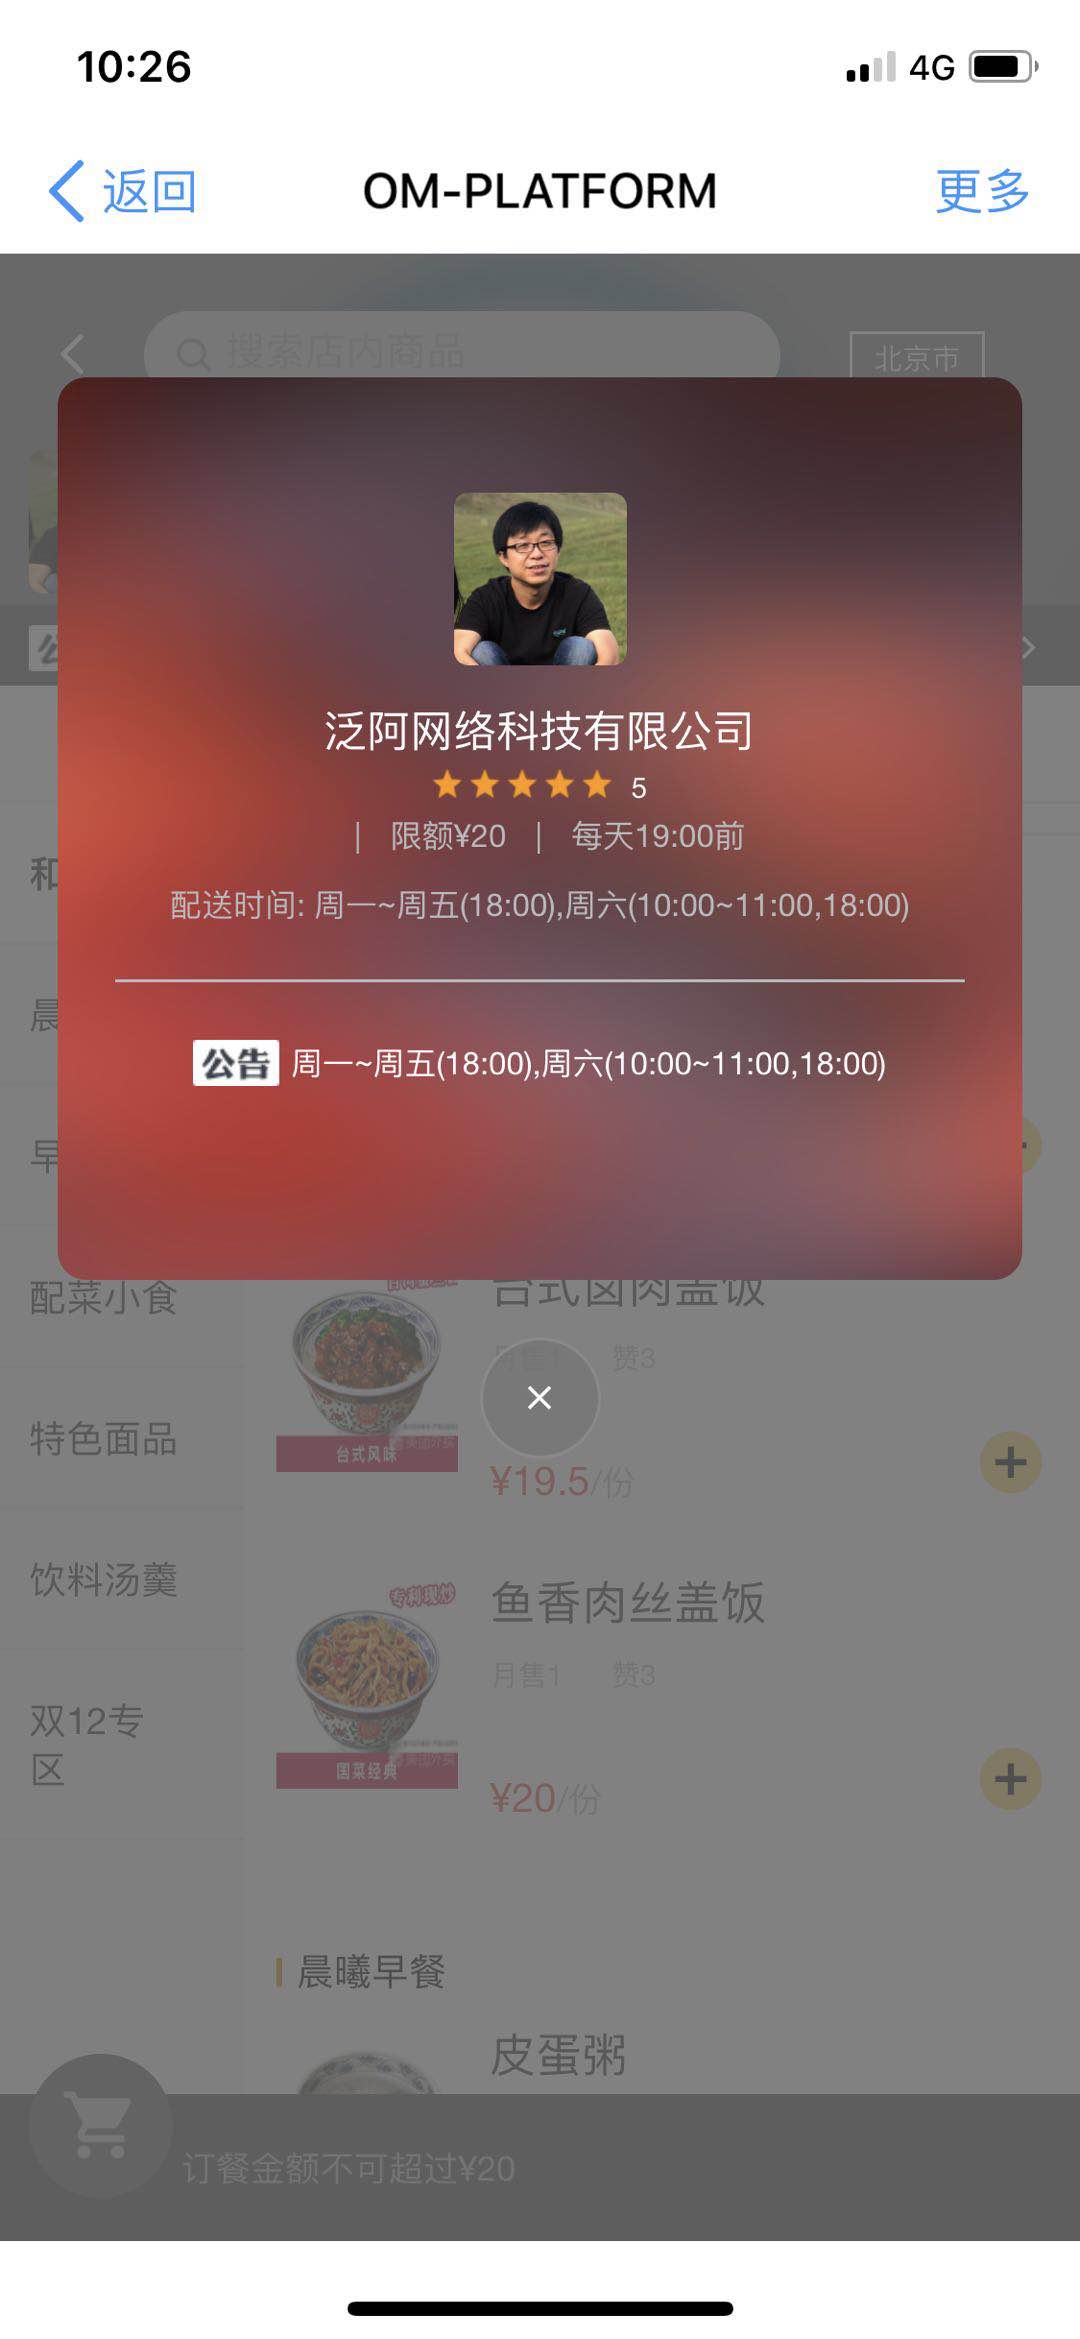 10:26
4G
返回
OM-PLATFORM
更多
搜索店内商品
北京市
泛阿网络科技有限公司
5
| 限额¥20 | 每天19:00前
配送时间: 周一~周五(18:00),周六(10:00~11:00,18:00)
公告 周一~周五(18:00),周六(10:00~11:00,18:00)
和
晨
早
配菜小食
特色面品
饮料汤羹
双12专
区
台式卤肉盖饭
月售1 赞3
台式风味
¥19.5/份
专利现炒
鱼香肉丝盖饭
月售1 赞3
国菜经典
¥20/份
晨曦早餐
皮蛋粥
订餐金额不可超过¥20